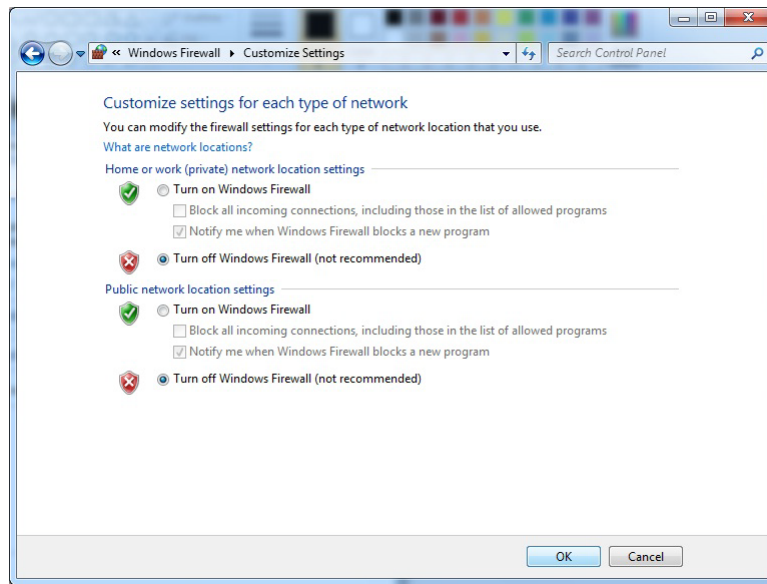 « Windows Firewall ▸ Customize Settings
Search Control Panel
Customize settings for each type of network
You can modify the firewall settings for each type of network location that you use.
What are network locations?
Home or work (private) network location settings
Turn on Windows Firewall
Block all incoming connections, including those in the list of allowed programs
Notify me when Windows Firewall blocks a new program
Turn off Windows Firewall (not recommended)
Public network location settings
Turn on Windows Firewall
Block all incoming connections, including those in the list of allowed programs
Notify me when Windows Firewall blocks a new program
Turn off Windows Firewall (not recommended)
OK
Cancel